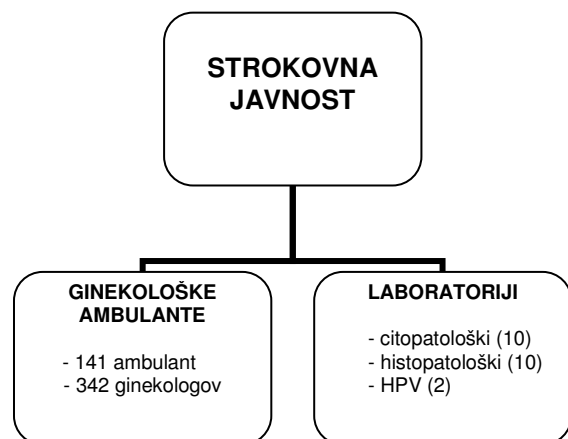 STROKOVNA
JAVNOST
GINEKOLOŠKE
AMBULANTE
- 141 ambulant
- 342 ginekologov
LABORATORIJI
- citopatološki (10)
- histopatološki (10)
- HPV (2)